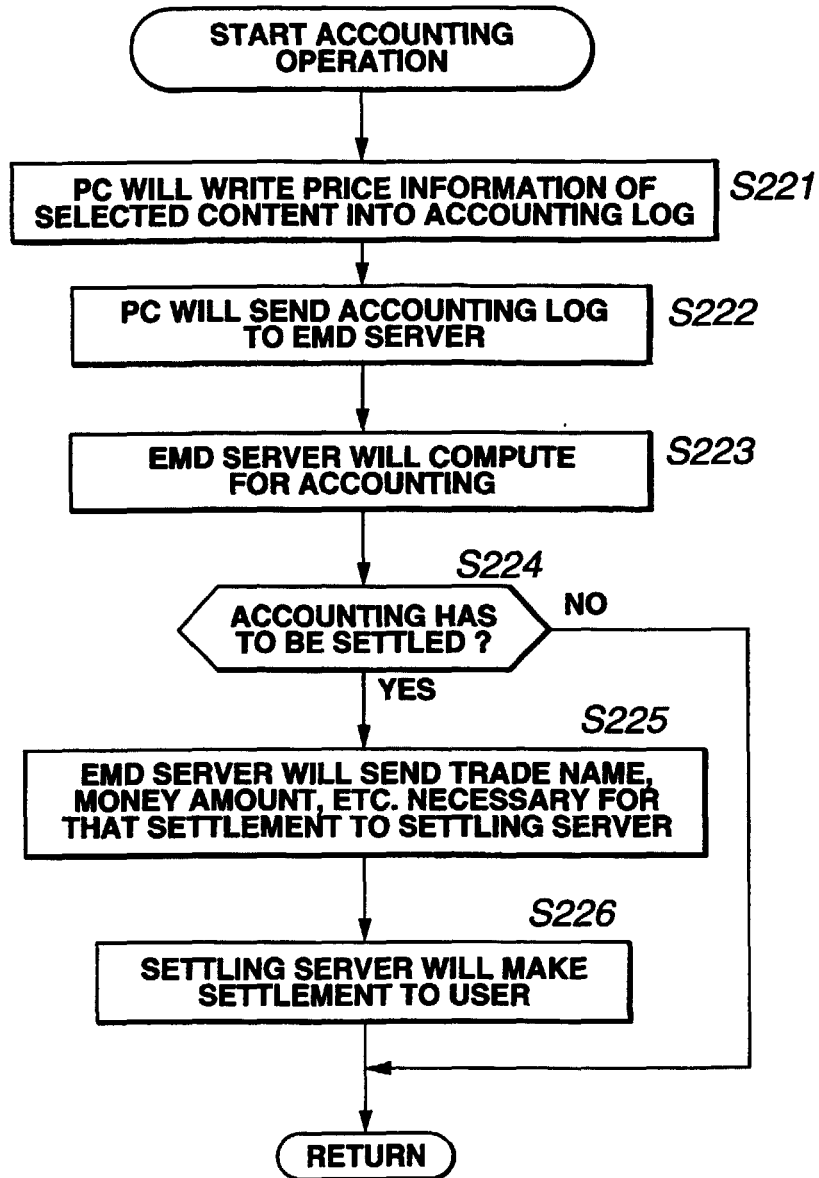 START ACCOUNTING
OPERATION
PC WILL WRITE PRICE INFORMATION OF
SELECTED CONTENT INTO ACCOUNTING LOG
S221
PC WILL SEND ACCOUNTING LOG
TO EMD SERVER
S222
EMD SERVER WILL COMPUTE
FOR ACCOUNTING
S223
S224
ACCOUNTING HAS
TO BE SETTLED ?
NO
YES
S225
EMD SERVER WILL SEND TRADE NAME,
MONEY AMOUNT, ETC. NECESSARY FOR
THAT SETTLEMENT TO SETTLING SERVER
S226
SETTLING SERVER WILL MAKE
SETTLEMENT TO USER
RETURN